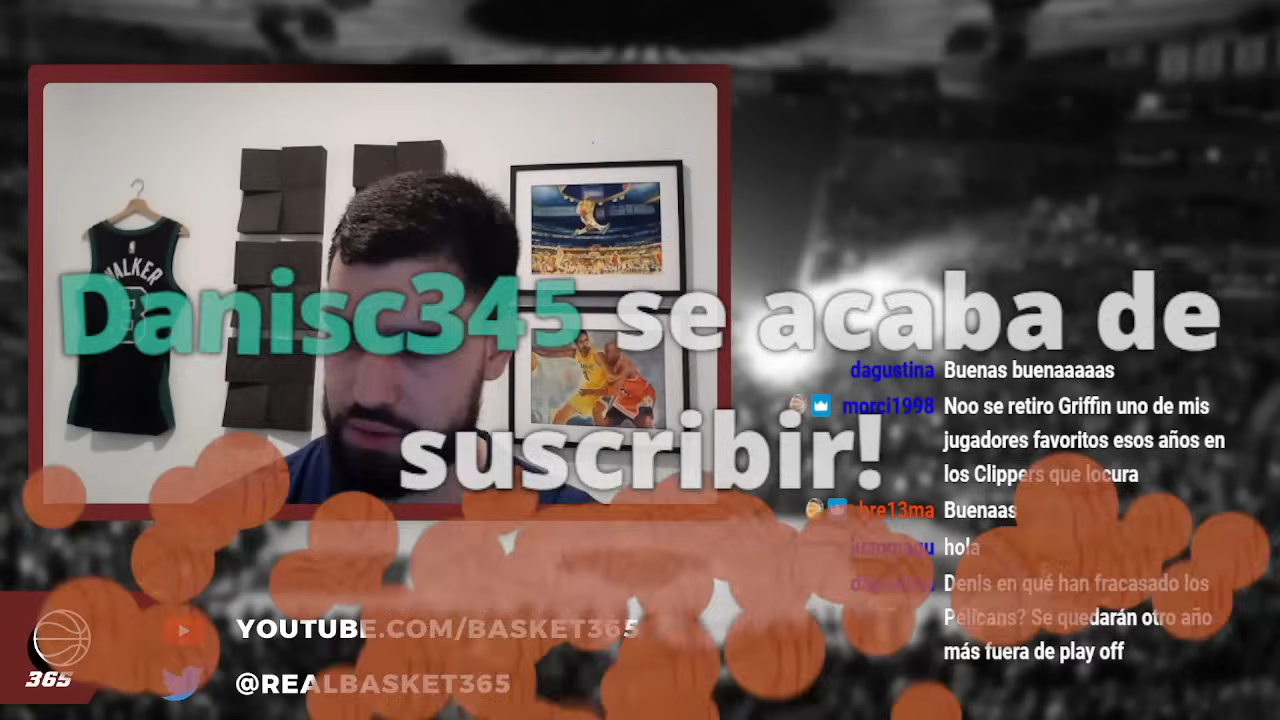 WALKER
Danisc345 se acaba de
suscribir!
dagustina Buenas buenaaaaas
morci1998 Noo se retiro Griffin uno de mis
jugadores favoritos esos años en
los Clippers que locura
bre13ma Buenaas
hola
dagustina Denis en qué han fracasado los
Pelicans? Se quedarán otro año
más fuera de play off
365
YOUTUBE.COM/BASKET365
@REALBASKET365